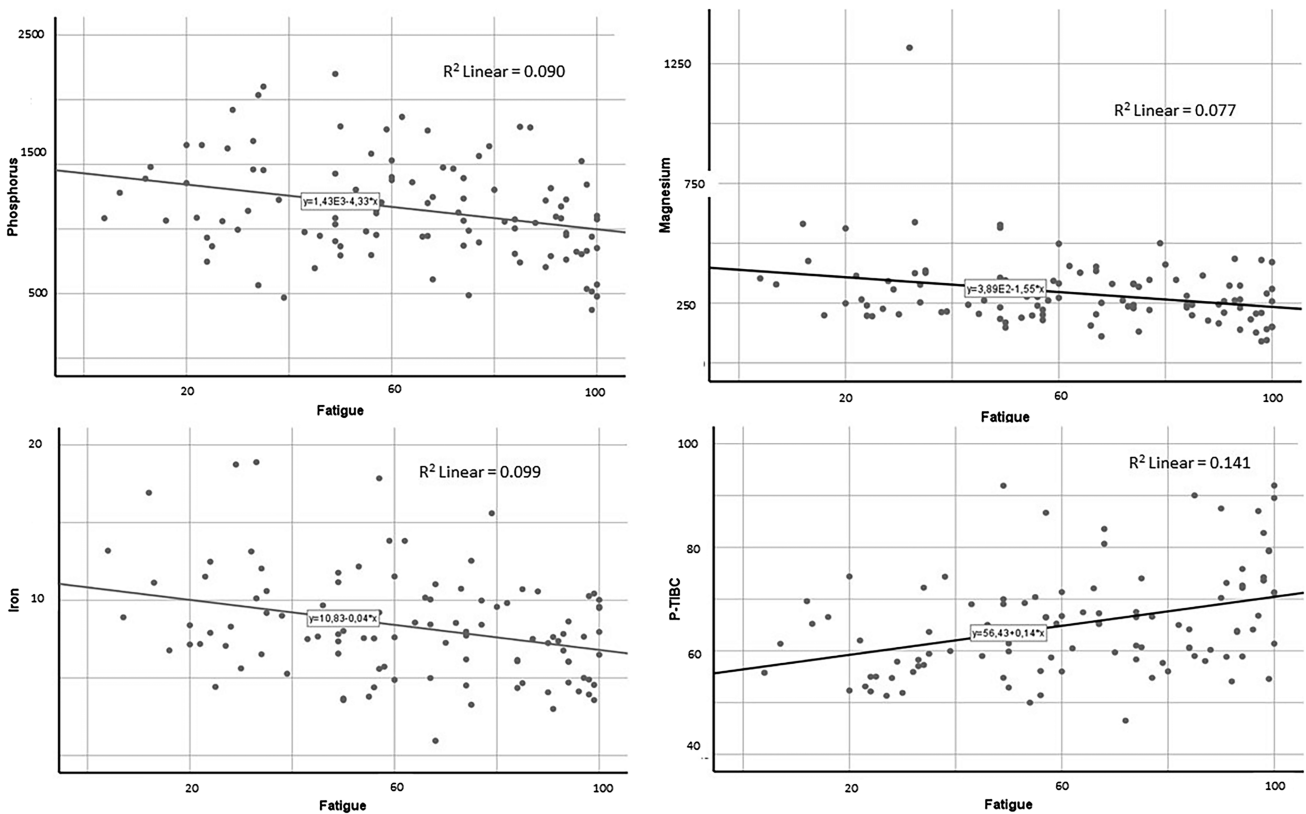 2500
R² Linear = 0.090
1500
Phosphorus
y=1,43E3-4,33*x
500
20
60
100
Fatigue
1250
R² Linear = 0.077
750
Magnesium
y=3,89E2-1,55*x
250
20
60
100
Fatigue
20
R² Linear = 0.099
10
Iron
y=10,83-0,04*x
20
60
100
Fatigue
100
R² Linear = 0.141
80
P-TIBC
y=56,43+0,14*x
60
40
20
60
100
Fatigue